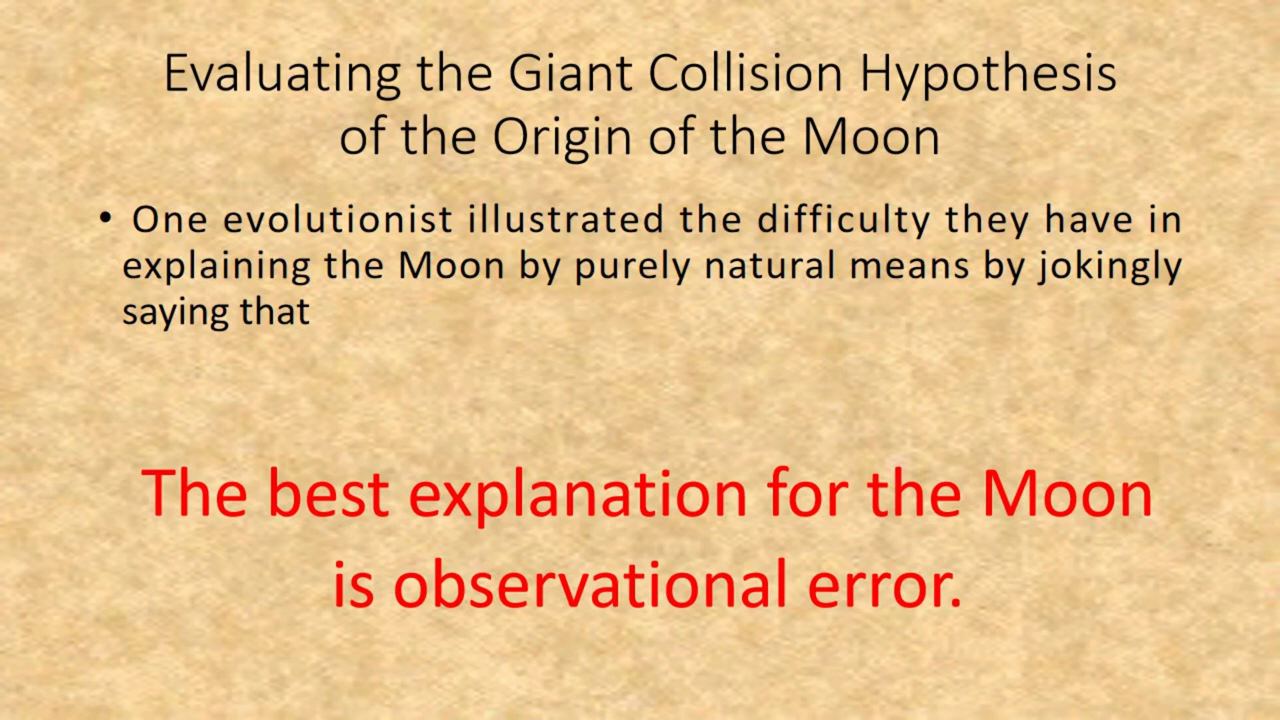 Evaluating the Giant Collision Hypothesis
of the Origin of the Moon
• One evolutionist illustrated the difficulty they have in
explaining the Moon by purely natural means by jokingly
saying that
The best explanation for the Moon
is observational error.